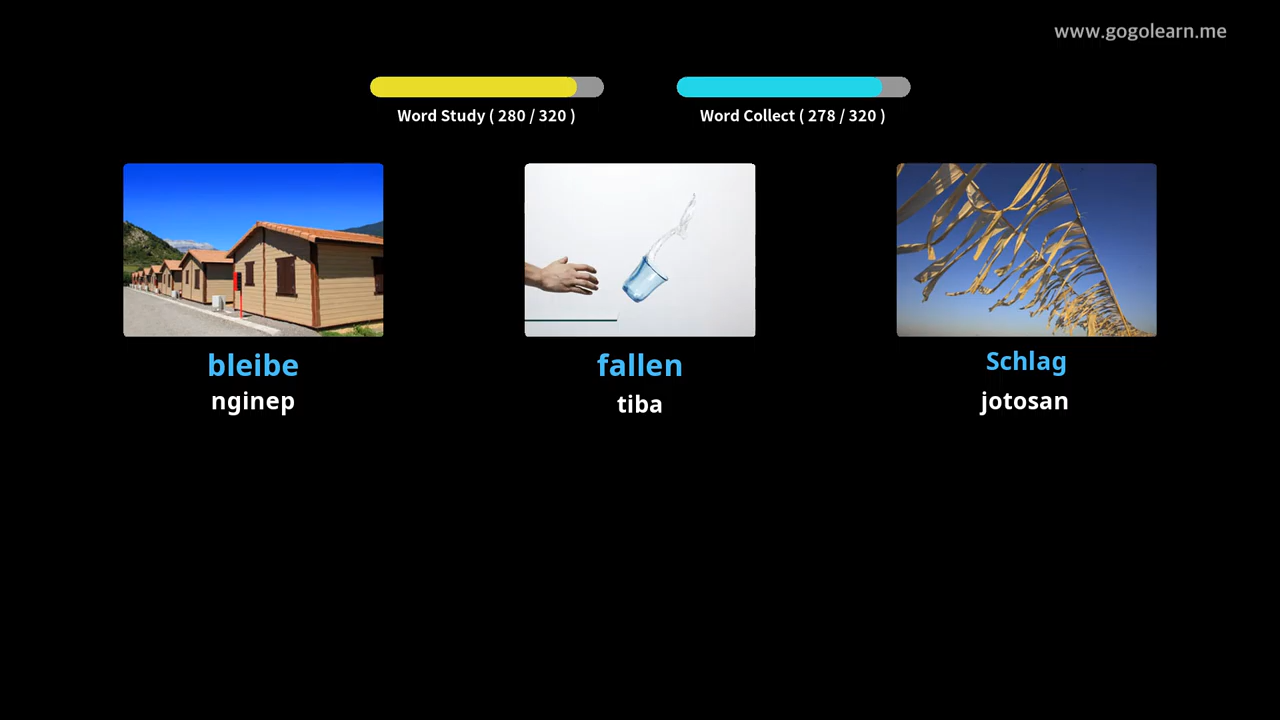 www.gogolearn.me
Word Study ( 280 / 320 )
Word Collect ( 278 / 320 )
bleibe
nginep
fallen
tiba
Schlag
jotosan